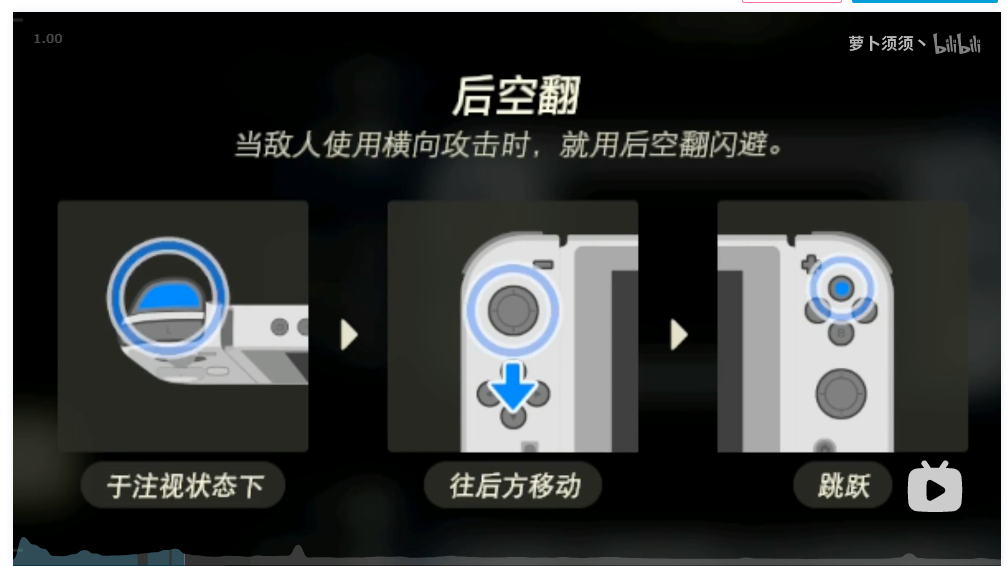 1.00
萝卜须须丶 bilibili
后空翻
当敌人使用横向攻击时，就用后空翻闪避。
L
B
于注视状态下
往后方移动
跳跃